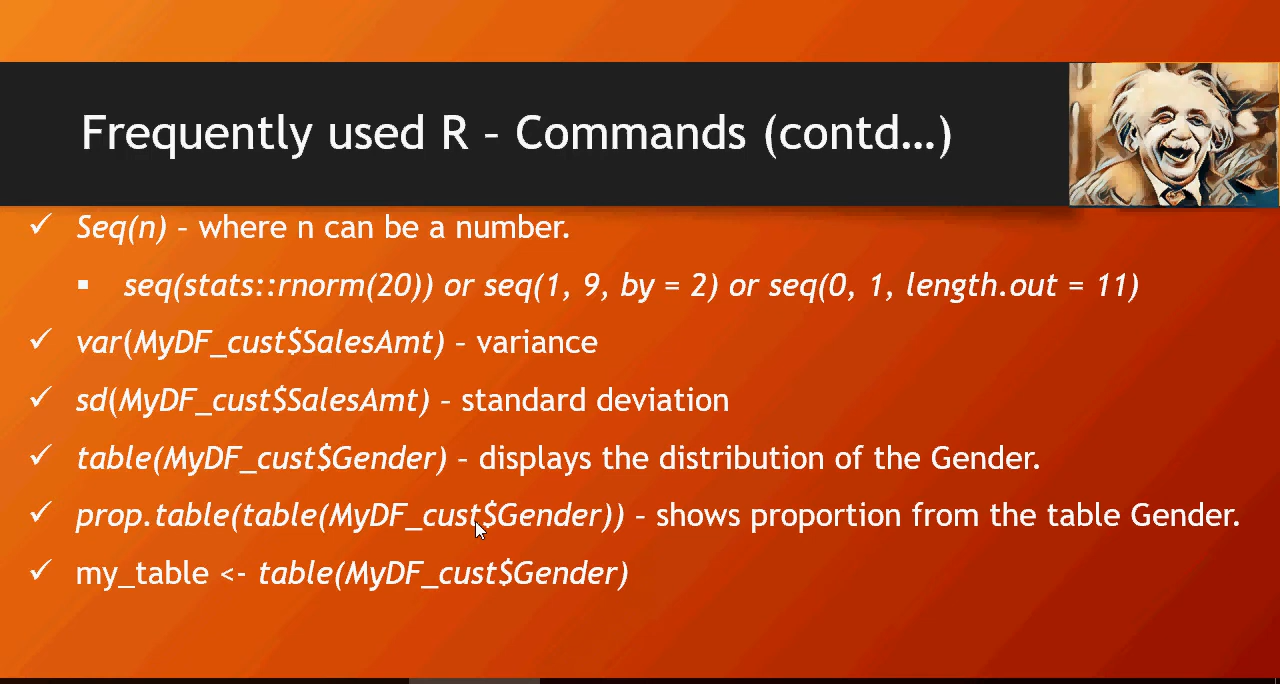 Frequently used R – Commands (contd…)
✓ Seq(n) – where n can be a number.
▪ seq(stats::rnorm(20)) or seq(1, 9, by = 2) or seq(0, 1, length.out = 11)
✓ var(MyDF_cust$SalesAmt) – variance
✓ sd(MyDF_cust$SalesAmt) – standard deviation
✓ table(MyDF_cust$Gender) – displays the distribution of the Gender.
✓ prop.table(table(MyDF_cust$Gender)) – shows proportion from the table Gender.
✓ my_table <- table(MyDF_cust$Gender)